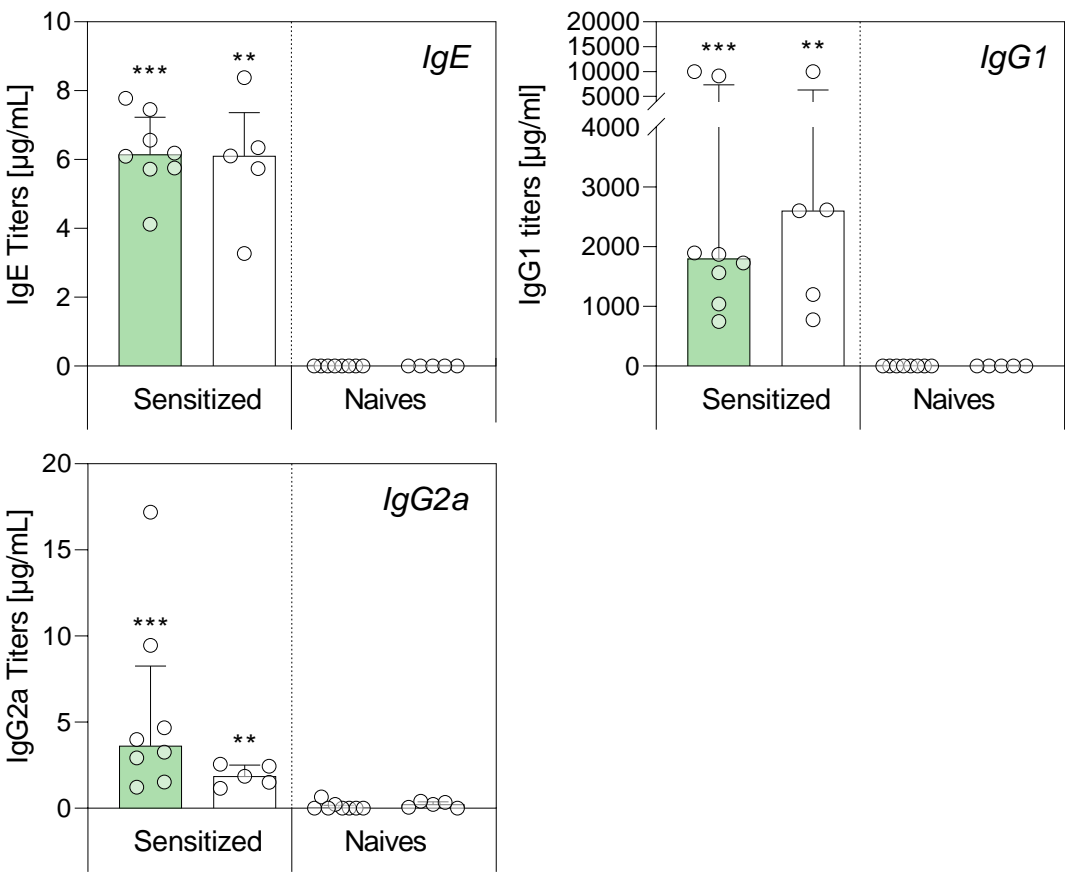 IgE
IgE Titers [µg/mL]
10
8
6
4
2
0
***
**
Sensitized
Naives
IgG1
IgG1 titers [µg/ml]
20000
15000
10000
5000
4000
3000
2000
1000
0
***
**
Sensitized
Naives
IgG2a
IgG2a Titers [µg/mL]
20
15
10
5
0
***
**
Sensitized
Naives